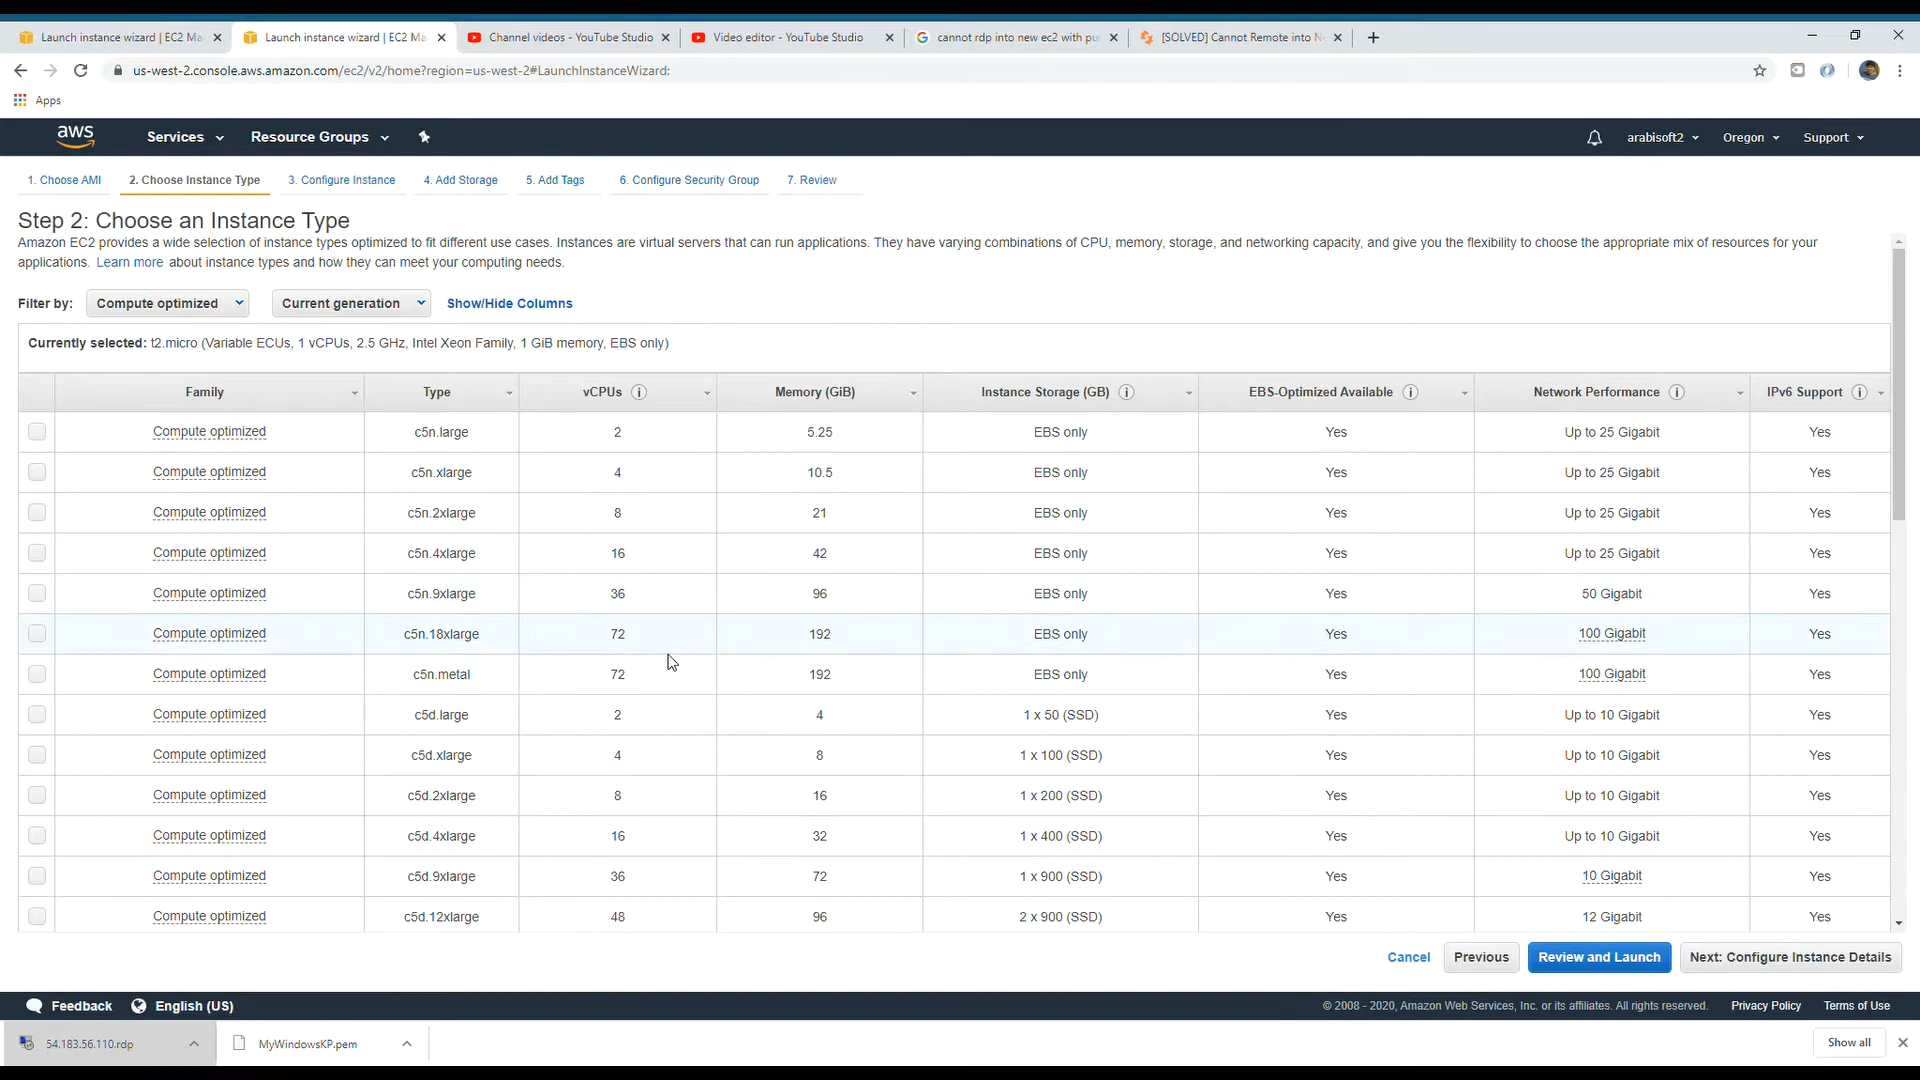 Launch instance wizard | EC2 Ma
Launch instance wizard | EC2 Ma
Channel videos - YouTube Studio
Video editor - YouTube Studio
cannot rdp into new ec2 with pu
[SOLVED] Cannot Remote into N
us-west-2.console.aws.amazon.com/ec2/v2/home?region=us-west-2#LaunchInstanceWizard:
Apps
aws Services Resource Groups arabisoft2 Oregon Support
1. Choose AMI 2. Choose Instance Type 3. Configure Instance 4. Add Storage 5. Add Tags 6. Configure Security Group 7. Review
Step 2: Choose an Instance Type
Amazon EC2 provides a wide selection of instance types optimized to fit different use cases. Instances are virtual servers that can run applications. They have varying combinations of CPU, memory, storage, and networking capacity, and give you the flexibility to choose the appropriate mix of resources for your
applications. Learn more about instance types and how they can meet your computing needs.
Filter by: Compute optimized Current generation Show/Hide Columns
Currently selected: t2.micro (Variable ECUs, 1 vCPUs, 2.5 GHz, Intel Xeon Family, 1 GiB memory, EBS only)
Family Type vCPUs Memory (GiB) Instance Storage (GB) EBS-Optimized Available Network Performance IPv6 Support
Compute optimized c5n.large 2 5.25 EBS only Yes Up to 25 Gigabit Yes
Compute optimized c5n.xlarge 4 10.5 EBS only Yes Up to 25 Gigabit Yes
Compute optimized c5n.2xlarge 8 21 EBS only Yes Up to 25 Gigabit Yes
Compute optimized c5n.4xlarge 16 42 EBS only Yes Up to 25 Gigabit Yes
Compute optimized c5n.9xlarge 36 96 EBS only Yes 50 Gigabit Yes
Compute optimized c5n.18xlarge 72 192 EBS only Yes 100 Gigabit Yes
Compute optimized c5n.metal 72 192 EBS only Yes 100 Gigabit Yes
Compute optimized c5d.large 2 4 1 x 50 (SSD) Yes Up to 10 Gigabit Yes
Compute optimized c5d.xlarge 4 8 1 x 100 (SSD) Yes Up to 10 Gigabit Yes
Compute optimized c5d.2xlarge 8 16 1 x 200 (SSD) Yes Up to 10 Gigabit Yes
Compute optimized c5d.4xlarge 16 32 1 x 400 (SSD) Yes Up to 10 Gigabit Yes
Compute optimized c5d.9xlarge 36 72 1 x 900 (SSD) Yes 10 Gigabit Yes
Compute optimized c5d.12xlarge 48 96 2 x 900 (SSD) Yes 12 Gigabit Yes
Cancel Previous Review and Launch Next: Configure Instance Details
Feedback English (US) © 2008 - 2020, Amazon Web Services, Inc. or its affiliates. All rights reserved. Privacy Policy Terms of Use
54.183.56.110.rdp MyWindowsKP.pem Show all